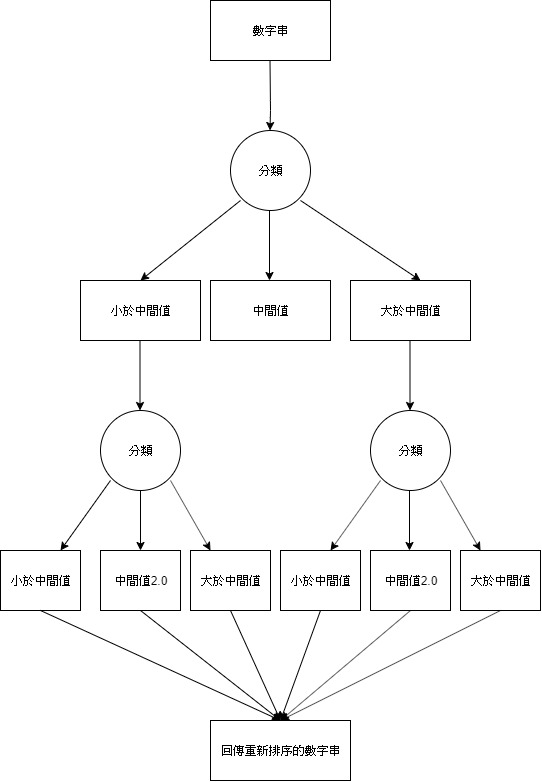 數字串
分類
小於中間值
中間值
大於中間值
分類
分類
小於中間值
中間值2.0
大於中間值
小於中間值
中間值2.0
大於中間值
回傳重新排序的數字串